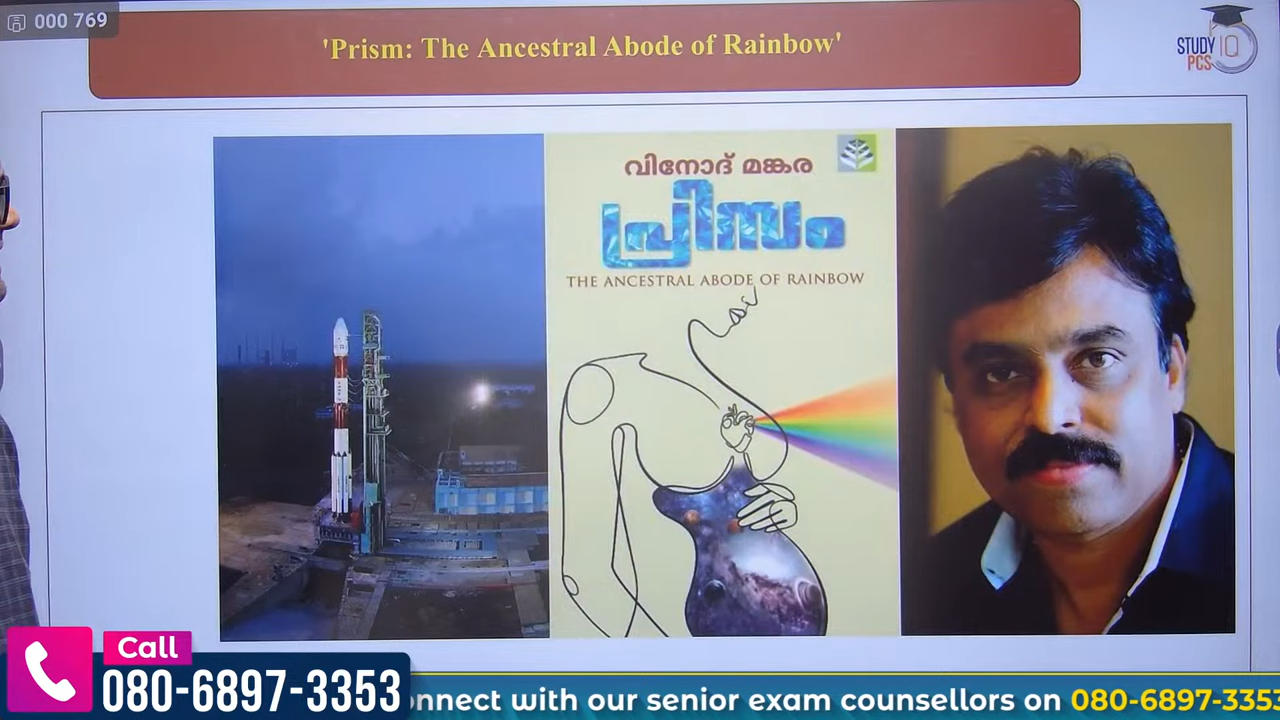 000 769
'Prism: The Ancestral Abode of Rainbow'
STUDY IQ
PCS
വിനോദ് മങ്കര
പ്രിസം
THE ANCESTRAL ABODE OF RAINBOW
Call
080-6897-3353
onnect with our senior exam counsellors on 080-6897-3353